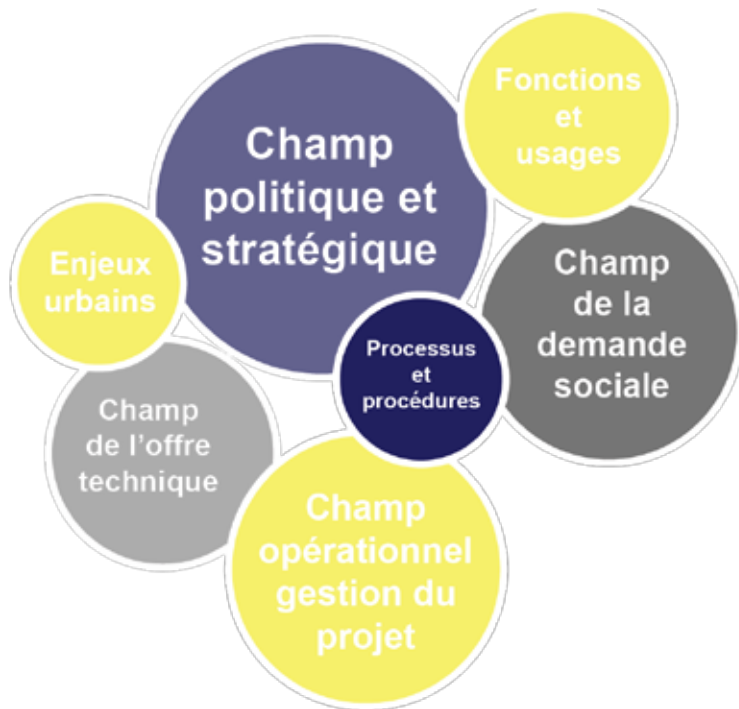 Fonctions
et
usages
Champ
politique et
stratégique
Enjeux
urbains
Champ
de la
demande
sociale
Processus
et
procédures
Champ
de l’offre
technique
Champ
opérationnel
gestion du
projet